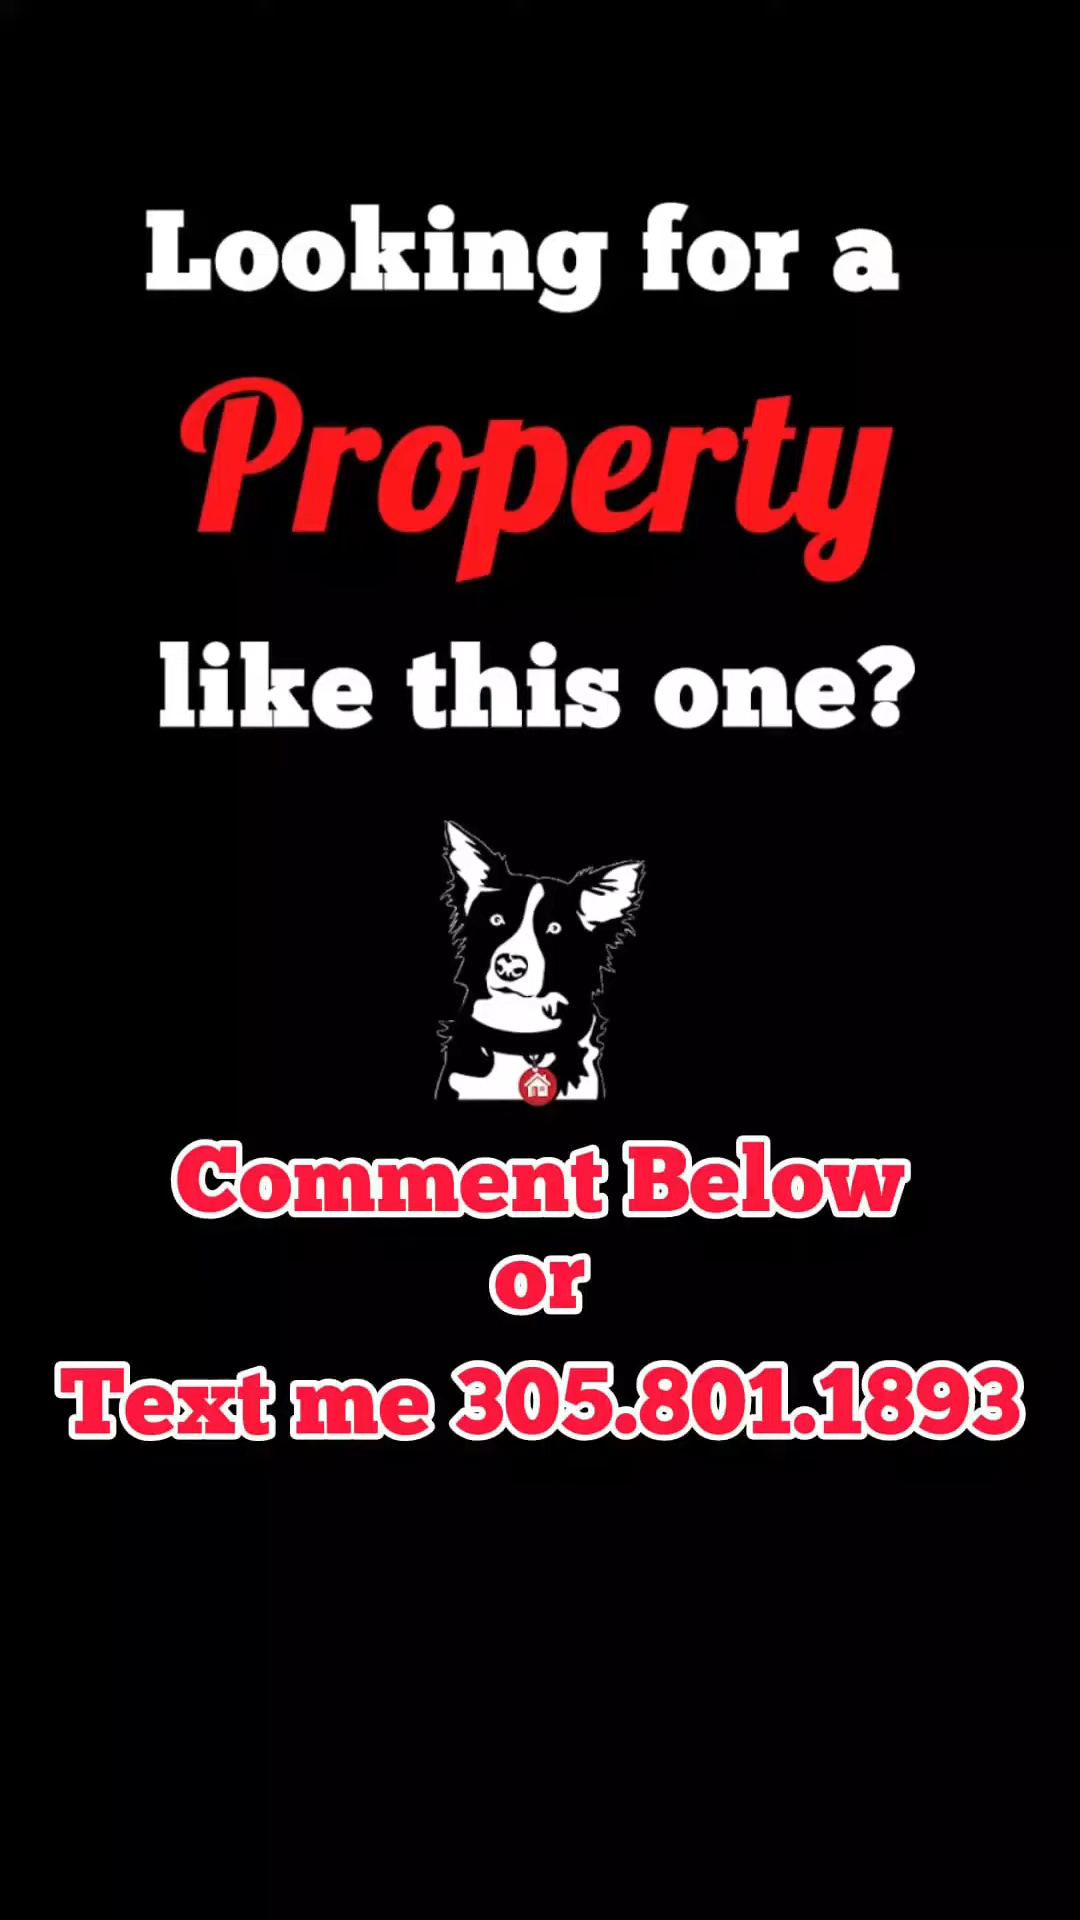 Looking for a
Property
like this one?
Comment Below
or
Text me 305.801.1893